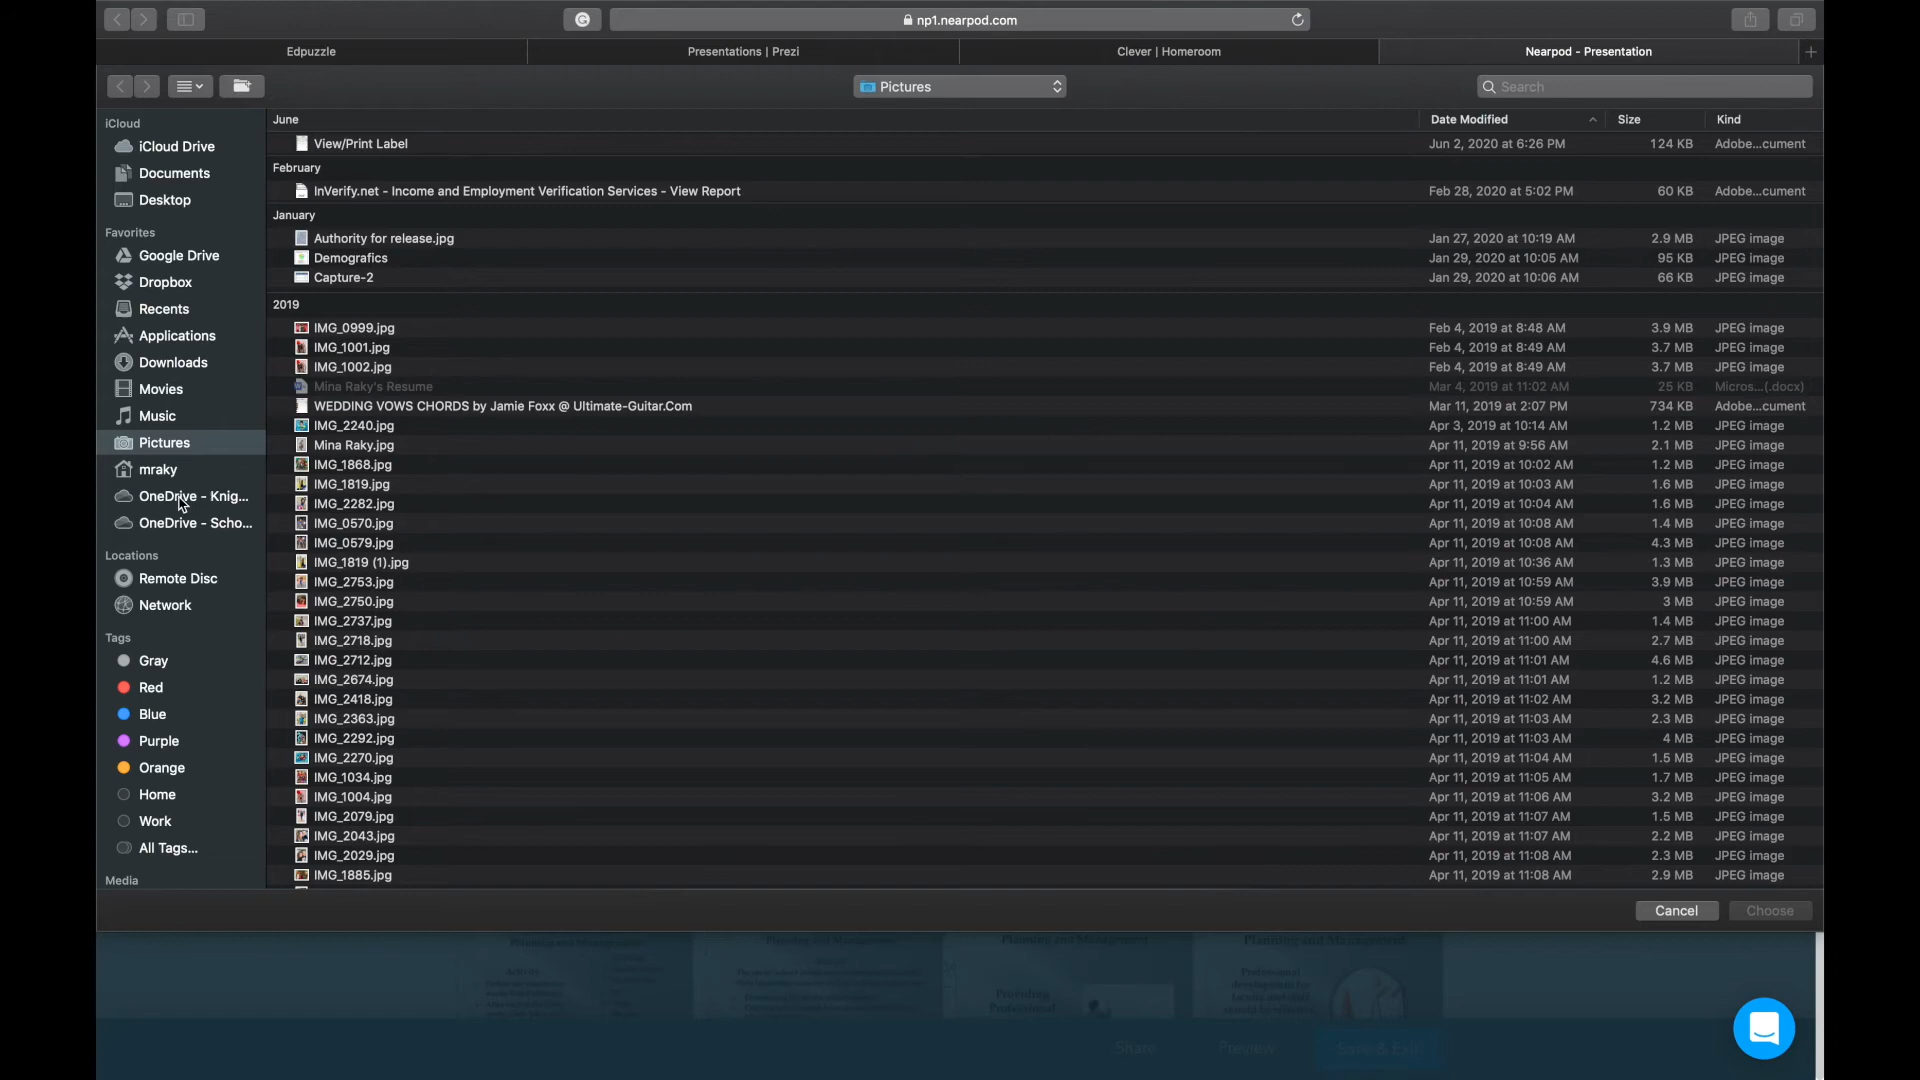 np1.nearpod.com
Edpuzzle
Presentations | Prezi
Clever | Homeroom
Nearpod - Presentation
Pictures
Search
iCloud
iCloud Drive
Documents
Desktop
Favorites
Google Drive
Dropbox
Recents
Applications
Downloads
Movies
Music
Pictures
mraky
OneDrive - Knig...
OneDrive - Scho...
Locations
Remote Disc
Network
Tags
Gray
Red
Blue
Purple
Orange
Home
Work
All Tags...
Media
June Date Modified Size Kind
View/Print Label Jun 2, 2020 at 6:26 PM 124 KB Adobe...cument
February
InVerify.net - Income and Employment Verification Services - View Report Feb 28, 2020 at 5:02 PM 60 KB Adobe...cument
January
Authority for release.jpg Jan 27, 2020 at 10:19 AM 2.9 MB JPEG image
Demografics Jan 29, 2020 at 10:05 AM 95 KB JPEG image
Capture-2 Jan 29, 2020 at 10:06 AM 66 KB JPEG image
2019
IMG_0999.jpg Feb 4, 2019 at 8:48 AM 3.9 MB JPEG image
IMG_1001.jpg Feb 4, 2019 at 8:49 AM 3.7 MB JPEG image
IMG_1002.jpg Feb 4, 2019 at 8:49 AM 3.7 MB JPEG image
Mina Raky's Resume Mar 4, 2019 at 11:02 AM 25 KB Micros...(.docx)
WEDDING VOWS CHORDS by Jamie Foxx @ Ultimate-Guitar.Com Mar 11, 2019 at 2:07 PM 734 KB Adobe...cument
IMG_2240.jpg Apr 3, 2019 at 10:14 AM 1.2 MB JPEG image
Mina Raky.jpg Apr 11, 2019 at 9:56 AM 2.1 MB JPEG image
IMG_1868.jpg Apr 11, 2019 at 10:02 AM 1.2 MB JPEG image
IMG_1819.jpg Apr 11, 2019 at 10:03 AM 1.6 MB JPEG image
IMG_2282.jpg Apr 11, 2019 at 10:04 AM 1.6 MB JPEG image
IMG_0570.jpg Apr 11, 2019 at 10:08 AM 1.4 MB JPEG image
IMG_0579.jpg Apr 11, 2019 at 10:08 AM 4.3 MB JPEG image
IMG_1819 (1).jpg Apr 11, 2019 at 10:36 AM 1.3 MB JPEG image
IMG_2753.jpg Apr 11, 2019 at 10:59 AM 3.9 MB JPEG image
IMG_2750.jpg Apr 11, 2019 at 10:59 AM 3 MB JPEG image
IMG_2737.jpg Apr 11, 2019 at 11:00 AM 1.4 MB JPEG image
IMG_2718.jpg Apr 11, 2019 at 11:00 AM 2.7 MB JPEG image
IMG_2712.jpg Apr 11, 2019 at 11:01 AM 4.6 MB JPEG image
IMG_2674.jpg Apr 11, 2019 at 11:01 AM 1.2 MB JPEG image
IMG_2418.jpg Apr 11, 2019 at 11:02 AM 3.2 MB JPEG image
IMG_2363.jpg Apr 11, 2019 at 11:03 AM 2.3 MB JPEG image
IMG_2292.jpg Apr 11, 2019 at 11:03 AM 4 MB JPEG image
IMG_2270.jpg Apr 11, 2019 at 11:04 AM 1.5 MB JPEG image
IMG_1034.jpg Apr 11, 2019 at 11:05 AM 1.7 MB JPEG image
IMG_1004.jpg Apr 11, 2019 at 11:06 AM 3.2 MB JPEG image
IMG_2079.jpg Apr 11, 2019 at 11:07 AM 1.5 MB JPEG image
IMG_2043.jpg Apr 11, 2019 at 11:07 AM 2.2 MB JPEG image
IMG_2029.jpg Apr 11, 2019 at 11:08 AM 2.3 MB JPEG image
IMG_1885.jpg Apr 11, 2019 at 11:08 AM 2.9 MB JPEG image
Cancel
Choose
Planning and Management
Planning and Management
Planning and Management
Planning and Management
Activity
Providing
Professional
Professional
development for
faculty and staff
Share
Preview
Save & Exit